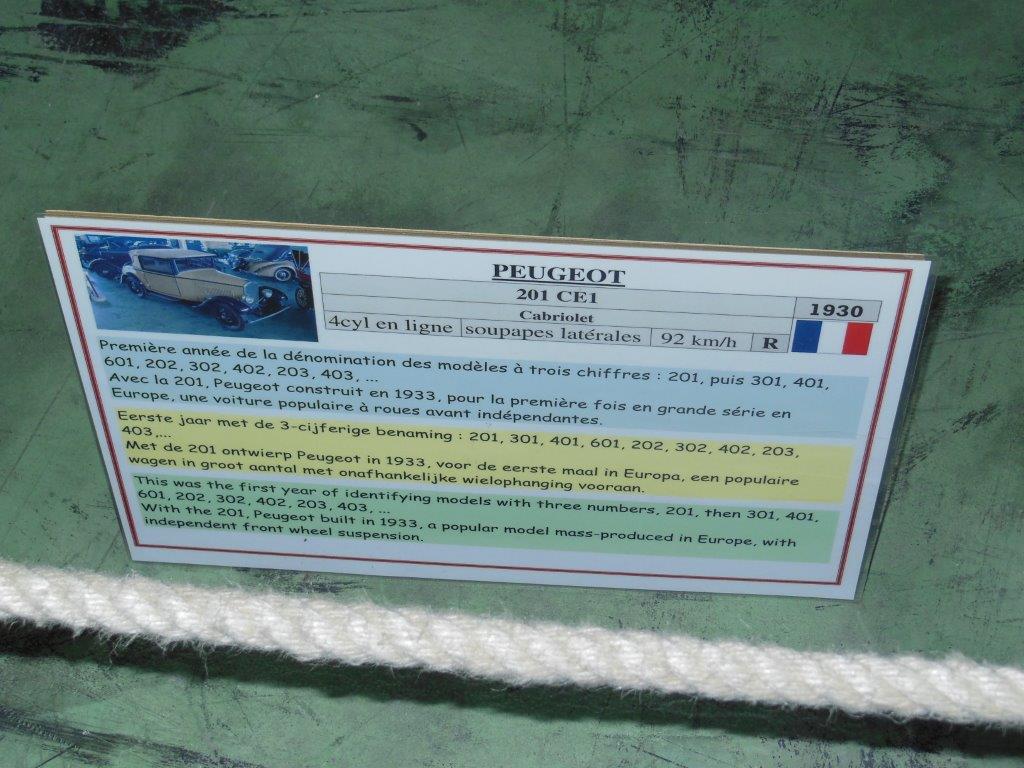 PEUGEOT
201 CE1
1930
Cabriolet
4cyl en ligne soupapes latérales 92 km/h R
Première année de la dénomination des modèles à trois chiffres : 201, puis 301, 401,
601, 202, 302, 402, 203, 403, ...
Avec la 201, Peugeot construit en 1933, pour la première fois en grande série en
Europe, une voiture populaire à roues avant indépendantes.
Eerste jaar met de 3-cijferige benaming : 201, 301, 401, 601, 202, 302, 402, 203,
403,...
Met de 201 ontwierp Peugeot in 1933, voor de eerste maal in Europa, een populaire
wagen in groot aantal met onafhankelijke wielophanging vooraan.
This was the first year of identifying models with three numbers, 201, then 301, 401,
601, 202, 302, 402, 203, 403, ...
With the 201, Peugeot built in 1933, a popular model mass-produced in Europe, with
independent front wheel suspension.